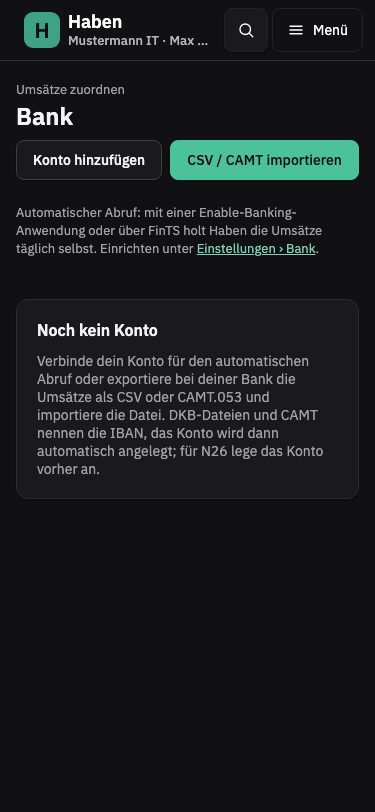 H
Haben
Mustermann IT · Max ...
Menü
Umsätze zuordnen
Bank
Konto hinzufügen
CSV / CAMT importieren
Automatischer Abruf: mit einer Enable-Banking-
Anwendung oder über FinTS holt Haben die Umsätze
täglich selbst. Einrichten unter Einstellungen › Bank.
Noch kein Konto
Verbinde dein Konto für den automatischen
Abruf oder exportiere bei deiner Bank die
Umsätze als CSV oder CAMT.053 und
importiere die Datei. DKB-Dateien und CAMT
nennen die IBAN, das Konto wird dann
automatisch angelegt; für N26 lege das Konto
vorher an.